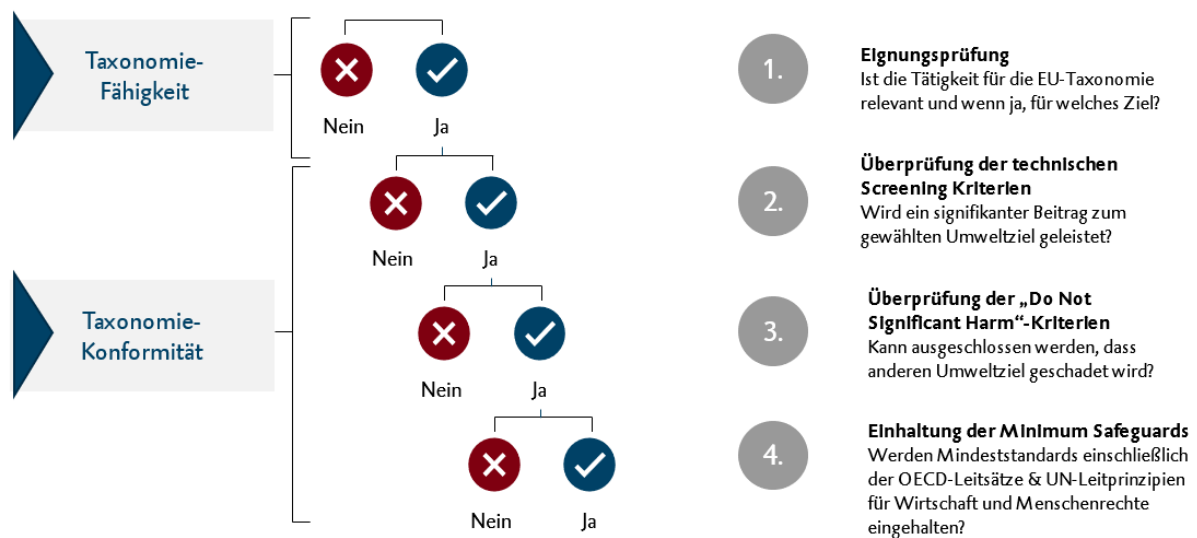 Taxonomie-
Fähigkeit
Nein
Ja
1.
Eignungsprüfung
Ist die Tätigkeit für die EU-Taxonomie
relevant und wenn ja, für welches Ziel?
Nein
Ja
2.
Überprüfung der technischen
Screening Kriterien
Wird ein signifikanter Beitrag zum
gewählten Umweltziel geleistet?
Taxonomie-
Konformität
Nein
Ja
3.
Überprüfung der „Do Not
Significant Harm“-Kriterien
Kann ausgeschlossen werden, dass
anderen Umweltziel geschadet wird?
Nein
Ja
4.
Einhaltung der Minimum Safeguards
Werden Mindeststandards einschließlich
der OECD-Leitsätze & UN-Leitprinzipien
für Wirtschaft und Menschenrechte
eingehalten?